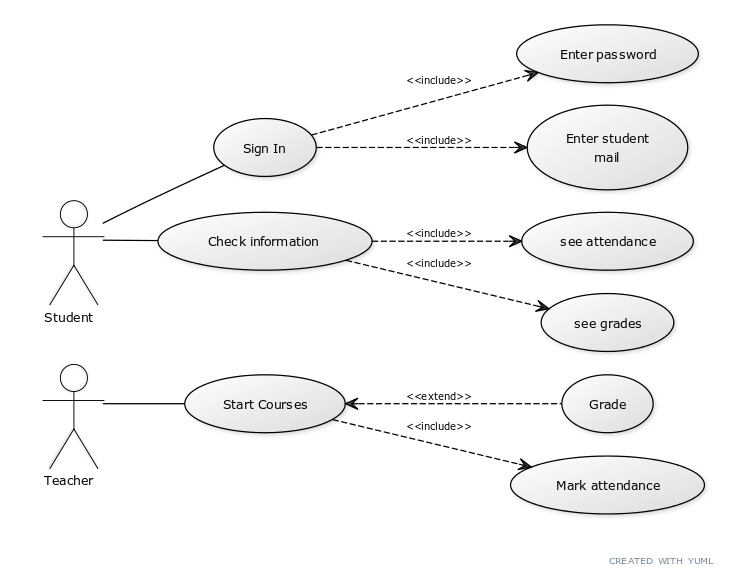 Enter password
<<include>>
Sign In
<<include>>
Enter student
mail
Student
Check information
<<include>>
see attendance
<<include>>
see grades
Teacher
Start Courses
<<extend>>
Grade
<<include>>
Mark attendance
CREATED WITH YUML